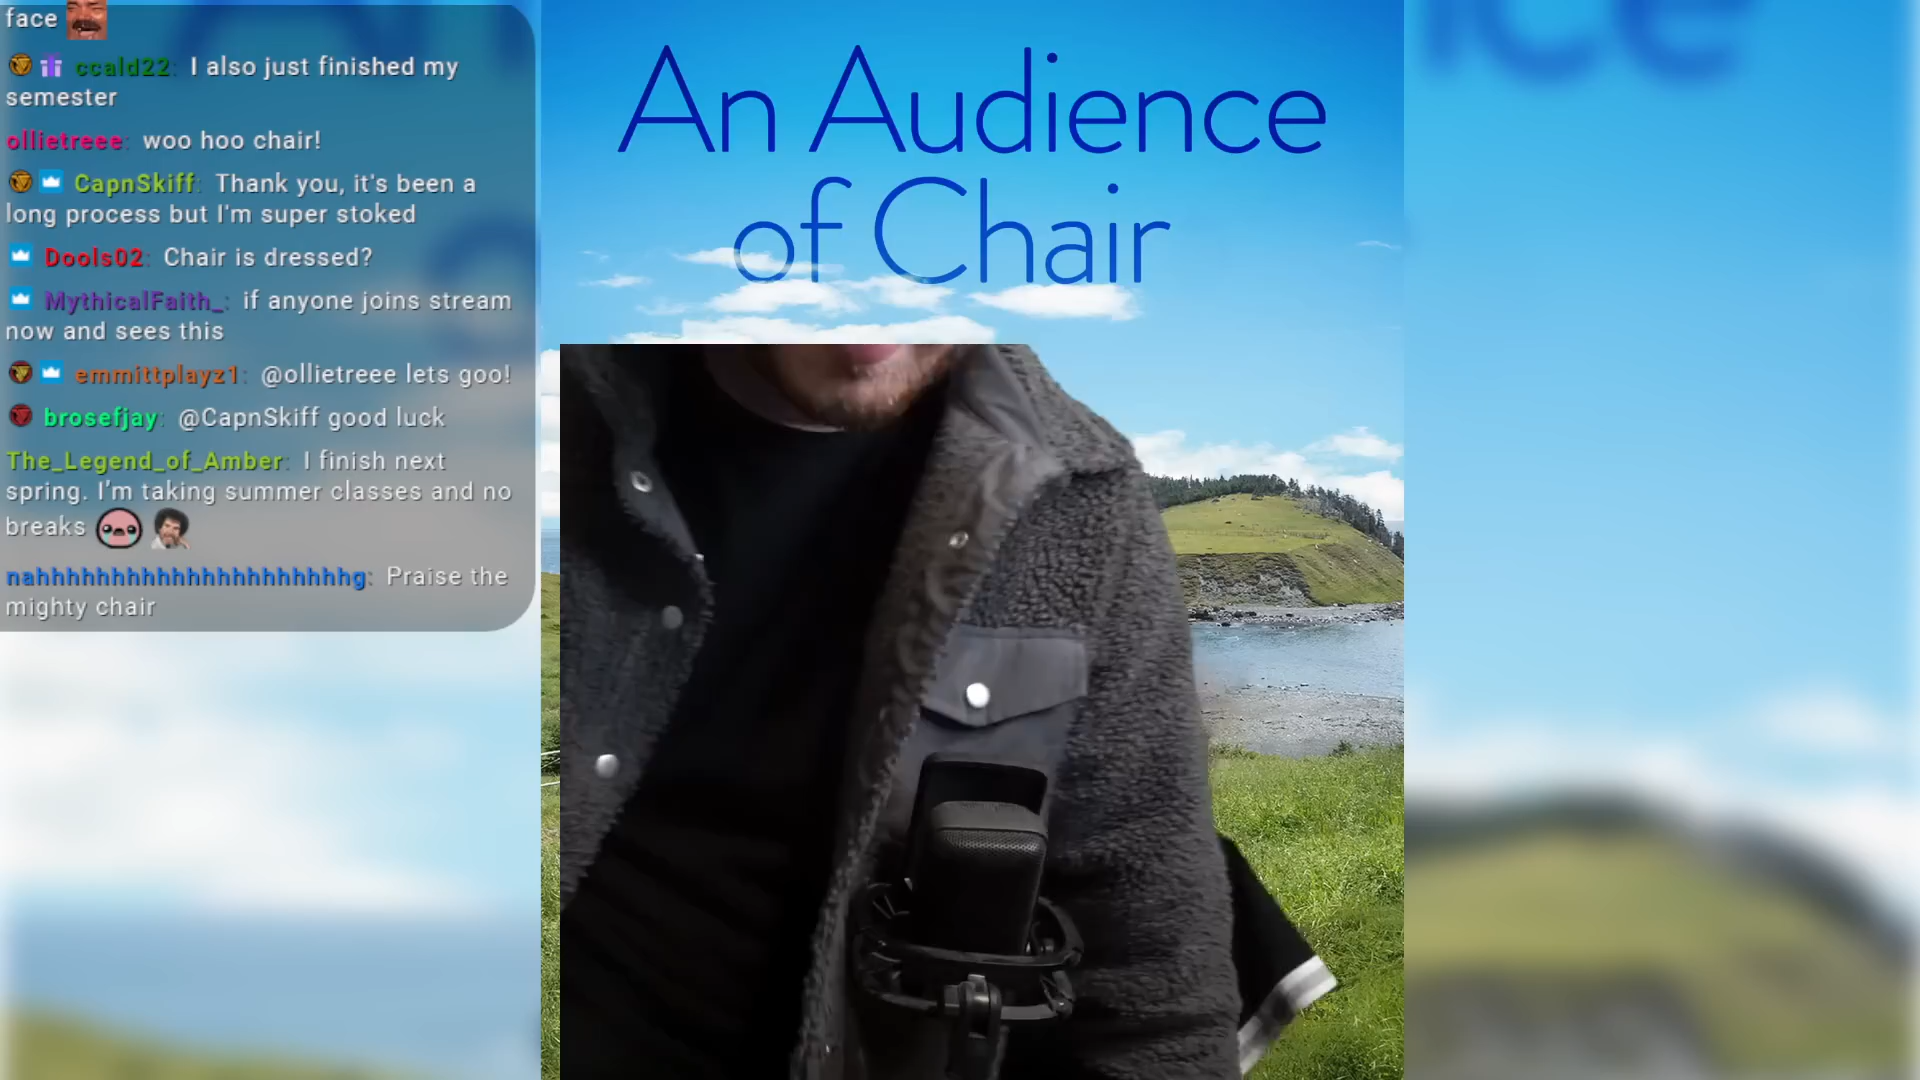 face
ccald22: I also just finished my
semester
ollietreee: woo hoo chair!
CapnSkiff: Thank you, it's been a
long process but I'm super stoked
Dools02: Chair is dressed?
MythicalFaith_: if anyone joins stream
now and sees this
emmittplayz1: @ollietreee lets goo!
brosefjay: @CapnSkiff good luck
The_Legend_of_Amber: I finish next
spring. I'm taking summer classes and no
breaks
nahhhhhhhhhhhhhhhhhhhhhg: Praise the
mighty chair
An Audience
of Chair